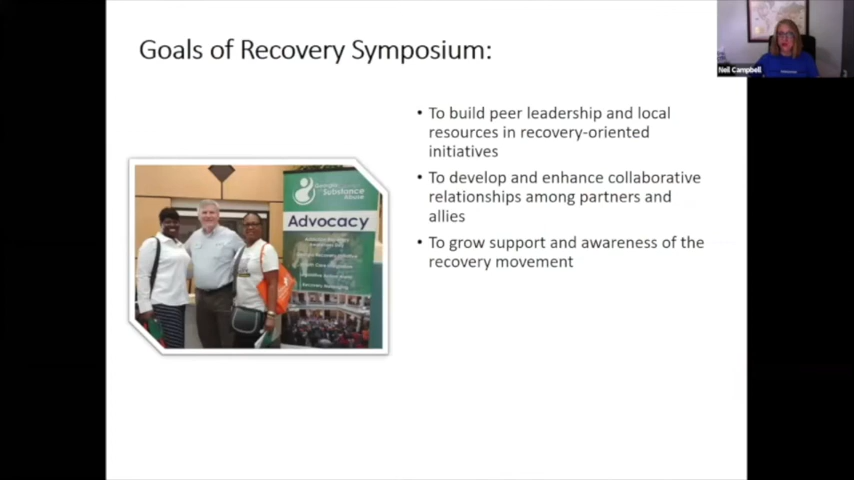 Goals of Recovery Symposium:
Neil Campbell
• To build peer leadership and local
resources in recovery-oriented
initiatives
• To develop and enhance collaborative
relationships among partners and
allies
• To grow support and awareness of the
recovery movement
Georgia
Substance
Abuse
Advocacy